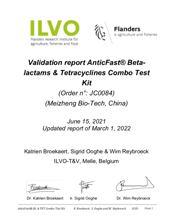 ILVO
Flanders research institute for
agriculture, fisheries and food
Flanders
is agriculture and fisheries
Validation report AnticFast® Beta-
lactams & Tetracyclines Combo Test
Kit
(Order n°: JC0084)
(Meizheng Bio-Tech, China)
June 15, 2021
Updated report of March 1, 2022
Katrien Broekaert, Sigrid Ooghe & Wim Reybroeck
ILVO-T&V, Melle, Belgium
Dr. Katrien Broekaert
Ir. Sigrid Ooghe
Dr. Wim Reybroeck
K. Broekaert, S. Ooghe and W. Reybroeck
ILVO
Page 1